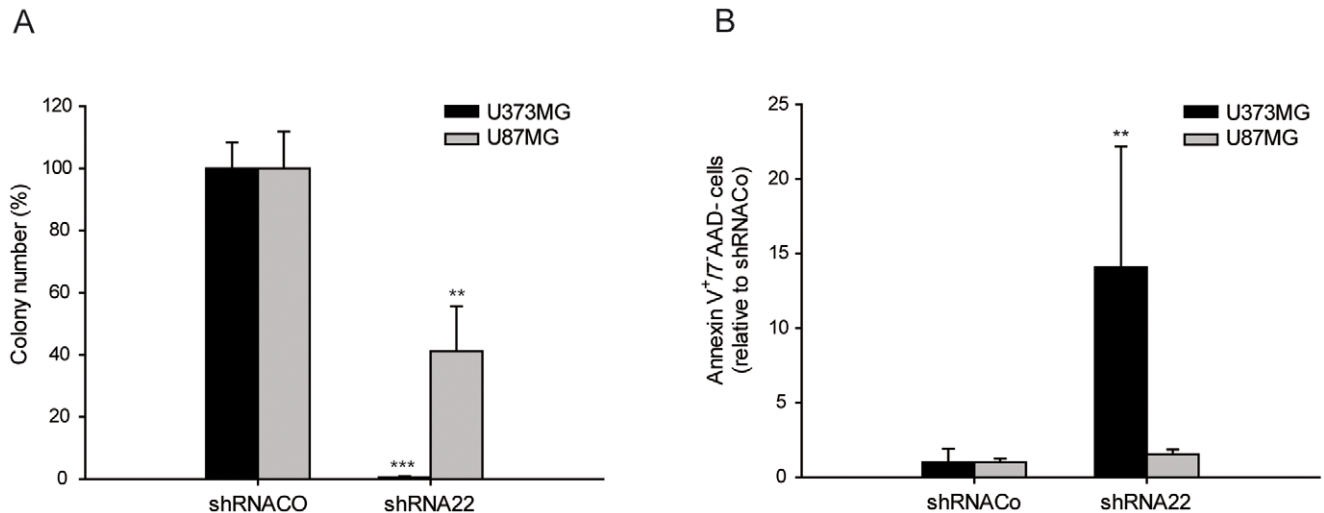 A
Colony number (%)
120
100
80
60
40
20
0
U373MG
U87MG
**
***
shRNACO
shRNA22
B
Annexin V⁺/7⁻AAD- cells
(relative to shRNACo)
25
20
15
10
5
0
U373MG
U87MG
**
shRNACo
shRNA22